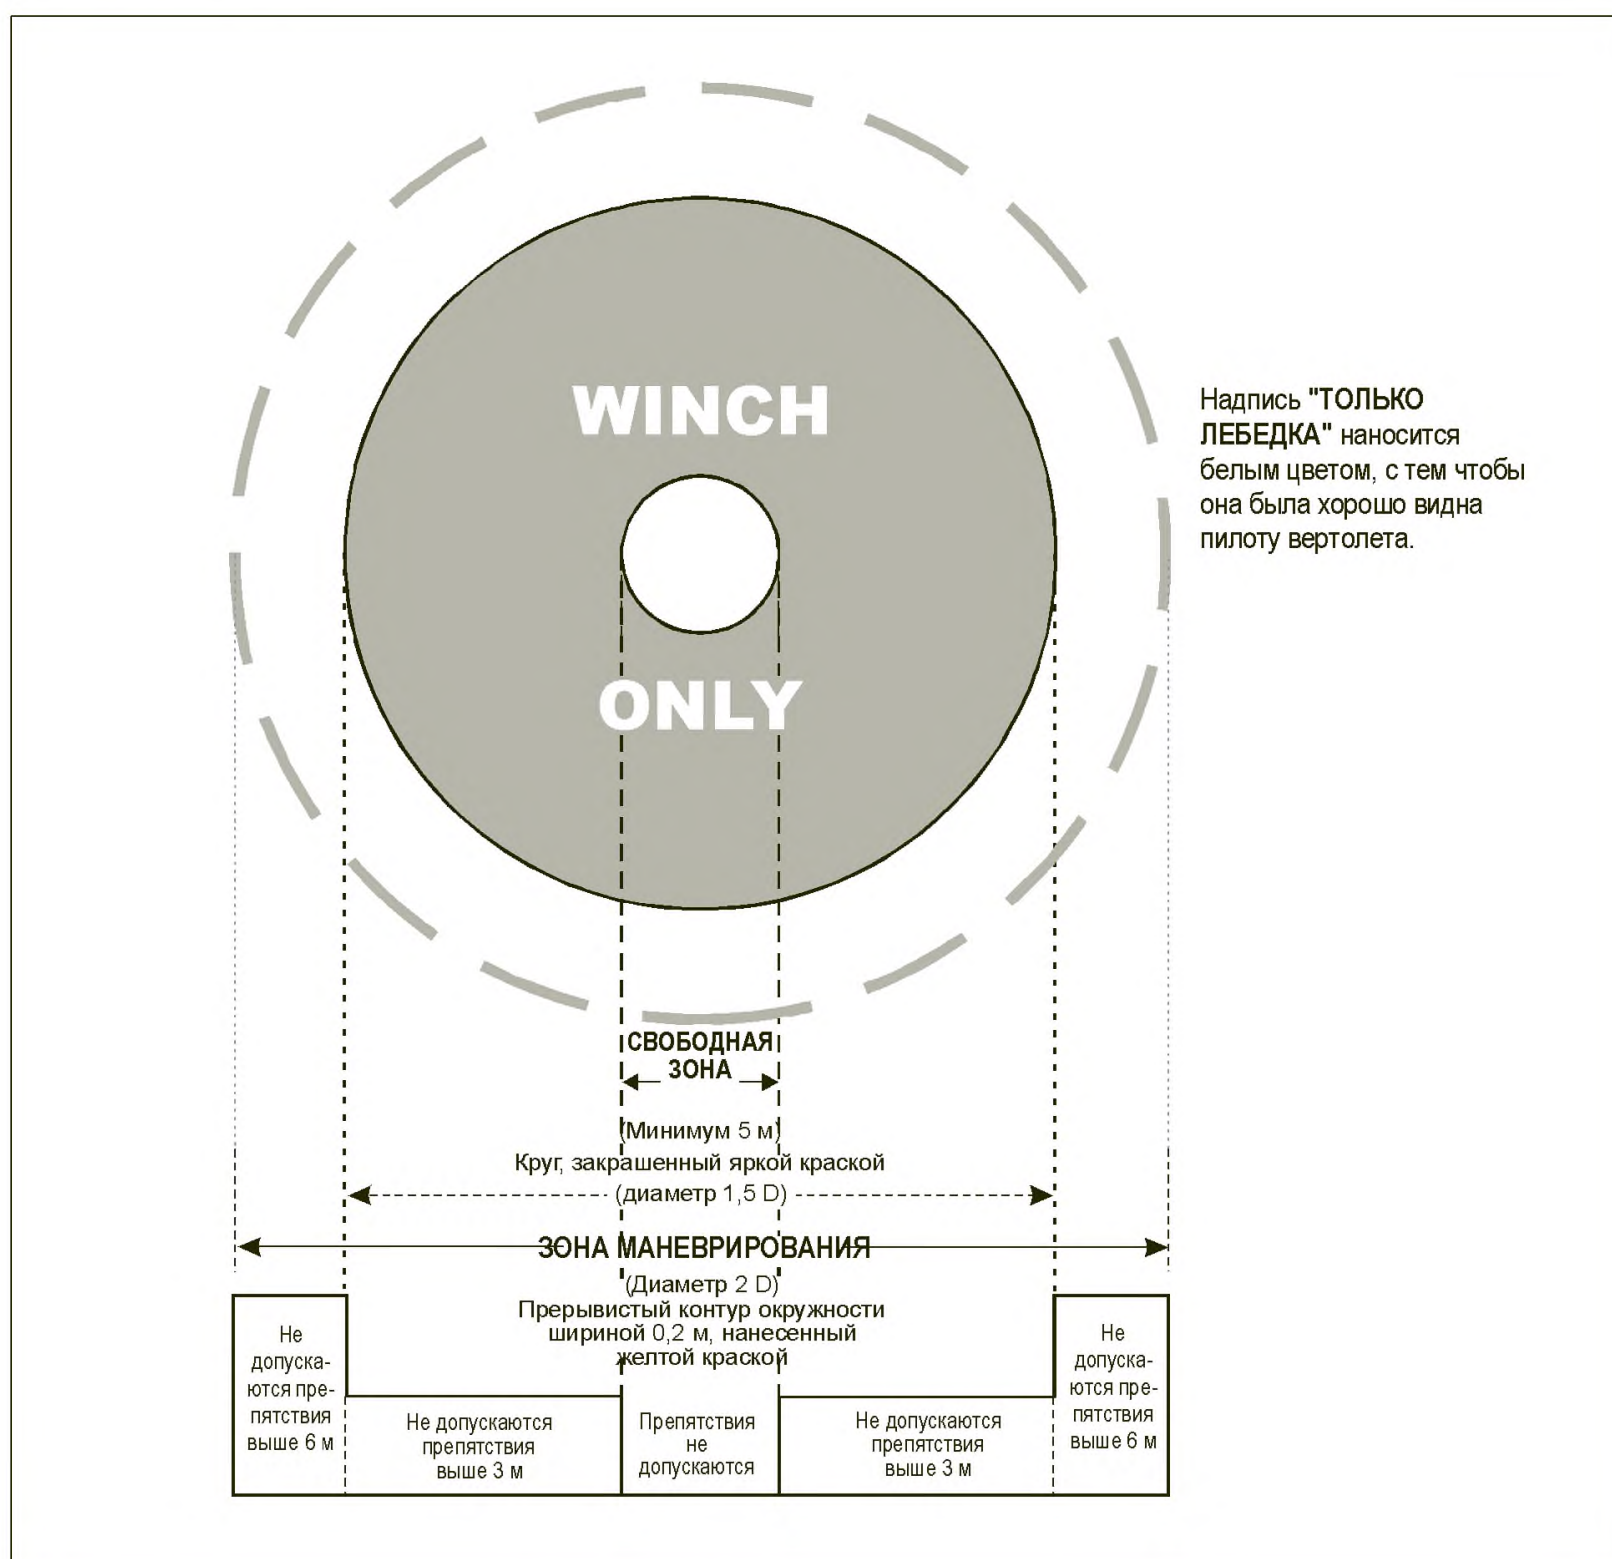 WINCH
ONLY
Надпись "ТОЛЬКО
ЛЕБЕДКА" наносится
белым цветом, с тем чтобы
она была хорошо видна
пилоту вертолета.
СВОБОДНАЯ
ЗОНА
(Минимум 5 м)
Круг, закрашенный яркой краской
(диаметр 1,5 D)
ЗОНА МАНЕВРИРОВАНИЯ
(Диаметр 2 D)
Прерывистый контур окружности
шириной 0,2 м, нанесенный
желтой краской
Не
допуска-
ются пре-
пятствия
выше 6 м
Не допускаются
препятствия
выше 3 м
Препятствия
не
допускаются
Не допускаются
препятствия
выше 3 м
Не
допуска-
ются пре-
пятствия
выше 6 м